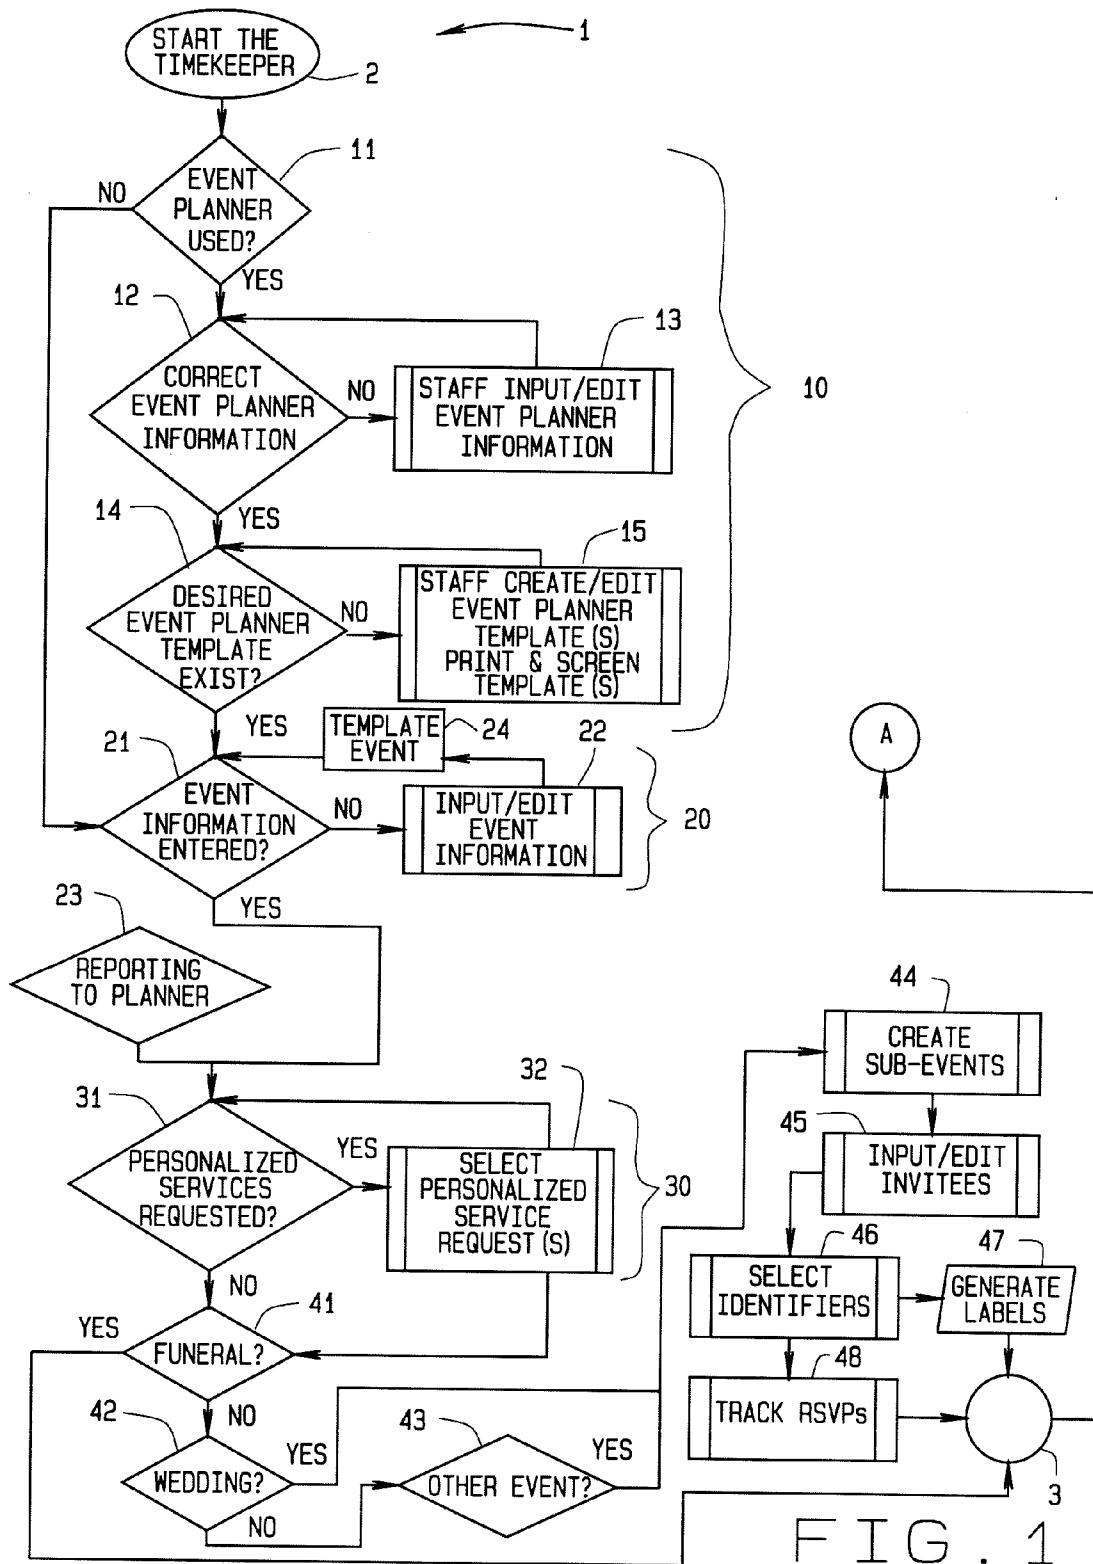 START THE
TIMEKEEPER
1
2
11
NO
EVENT
PLANNER
USED?
YES
12
13
CORRECT
EVENT PLANNER
INFORMATION
NO
STAFF INPUT/EDIT
EVENT PLANNER
INFORMATION
10
YES
14
15
DESIRED
EVENT PLANNER
TEMPLATE
EXIST?
NO
STAFF CREATE/EDIT
EVENT PLANNER
TEMPLATE(S)
PRINT & SCREEN
TEMPLATE(S)
YES
21
TEMPLATE
EVENT
24
22
A
EVENT
INFORMATION
ENTERED?
NO
INPUT/EDIT
EVENT
INFORMATION
20
YES
23
REPORTING
TO PLANNER
44
CREATE
SUB-EVENTS
31
32
45
INPUT/EDIT
INVITEES
PERSONALIZED
SERVICES
REQUESTED?
YES
SELECT
PERSONALIZED
SERVICE
REQUEST(S)
30
46
SELECT
IDENTIFIERS
47
GENERATE
LABELS
NO
41
YES
FUNERAL?
48
TRACK RSVPs
NO
42
WEDDING?
YES
43
OTHER EVENT?
YES
NO
3
FIG. 1